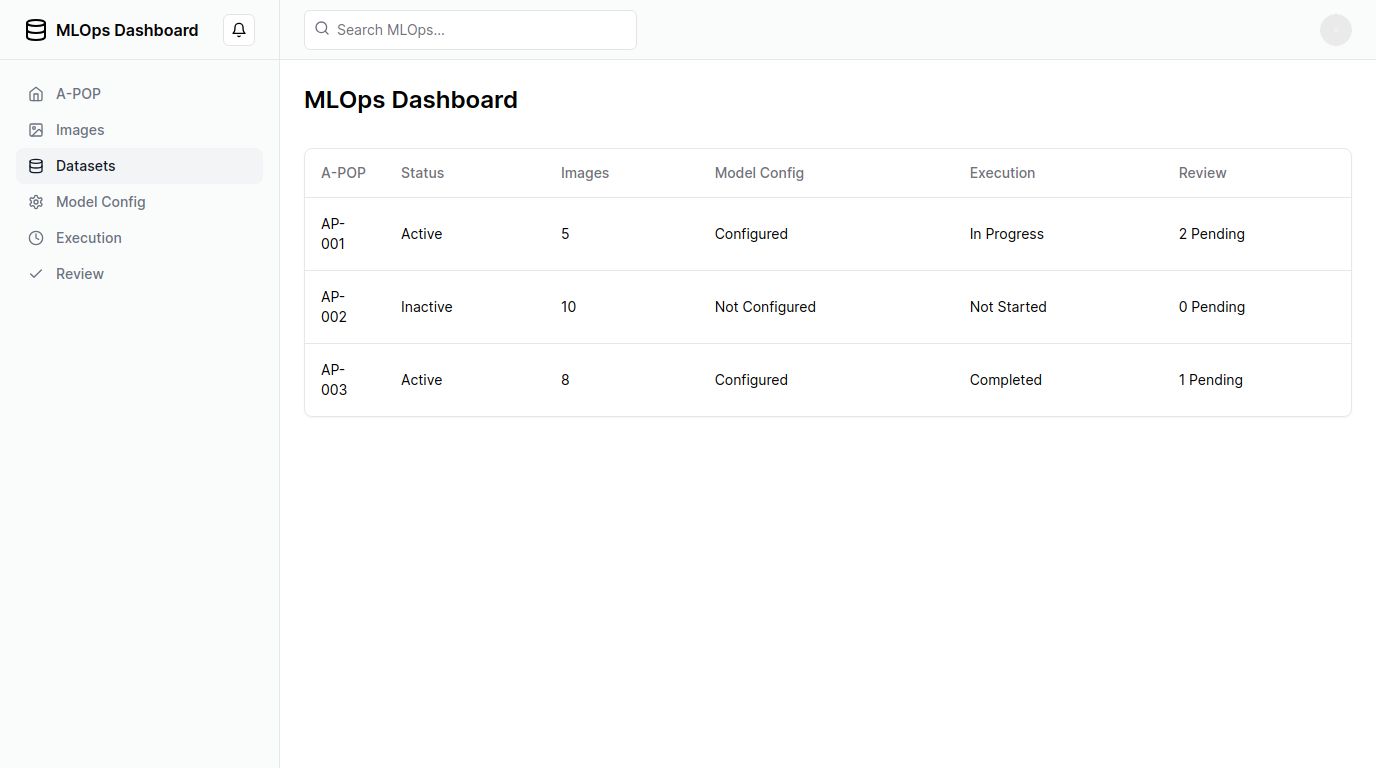 MLOps Dashboard
Search MLOps...
A-POP
Images
Datasets
Model Config
Execution
Review
MLOps Dashboard
A-POP Status Images Model Config Execution Review
AP-
001 Active 5 Configured In Progress 2 Pending
AP-
002 Inactive 10 Not Configured Not Started 0 Pending
AP-
003 Active 8 Configured Completed 1 Pending